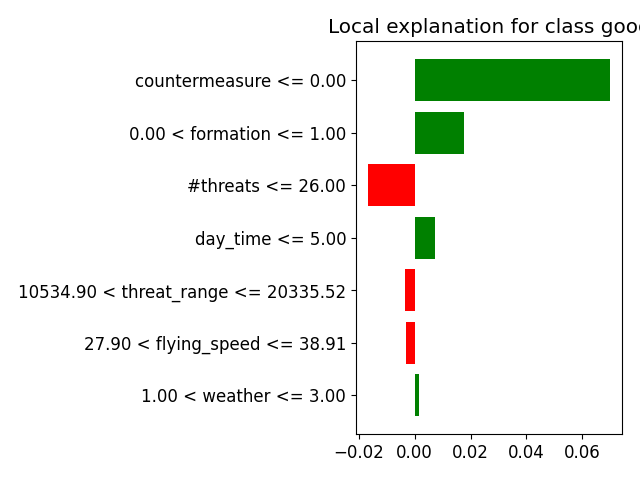 Local explanation for class good
countermeasure <= 0.00
0.00 < formation <= 1.00
#threats <= 26.00
day_time <= 5.00
10534.90 < threat_range <= 20335.52
27.90 < flying_speed <= 38.91
1.00 < weather <= 3.00
−0.02 0.00 0.02 0.04 0.06